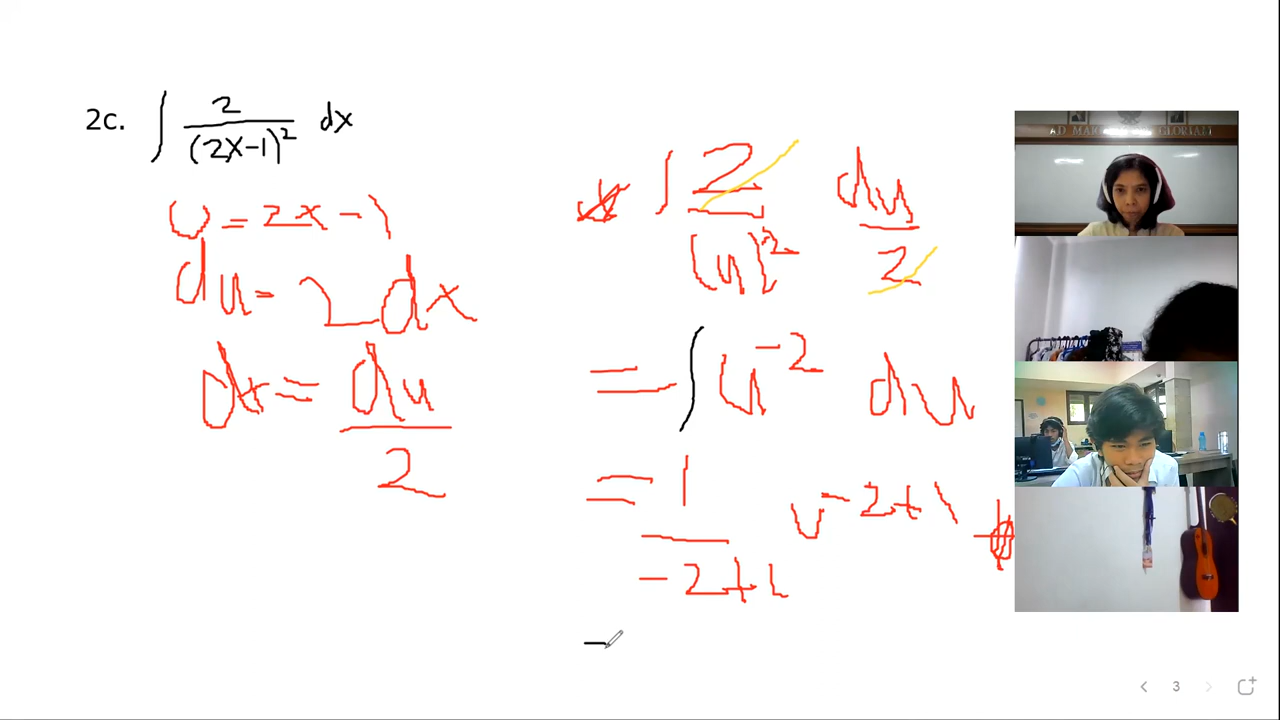 2c. ∫ 2/(2x-1)² dx
u = 2x - 1
du = 2 dx
dx = du/2
∫ 2/(u)² du/2
= ∫ u⁻² du
= 1/(-2+1) u⁻²⁺¹
AD MAIOREM DEI GLORIAM
3